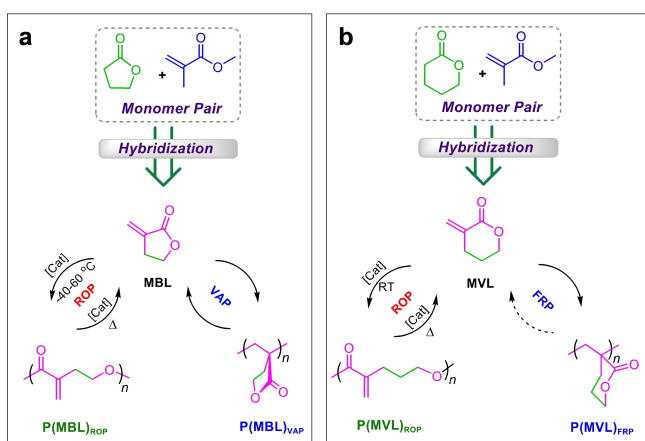 a
O
O
+
O
O
Monomer Pair
Hybridization
O
O
MBL
[Cat]
-40-60 °C
ROP
[Cat]
Δ
VAP
O
O
n
P(MBL)ROP
O
O
n
P(MBL)VAP
b
O
O
+
O
O
Monomer Pair
Hybridization
O
O
MVL
[Cat]
RT
ROP
[Cat]
Δ
FRP
O
O
n
P(MVL)ROP
n
O
O
P(MVL)FRP